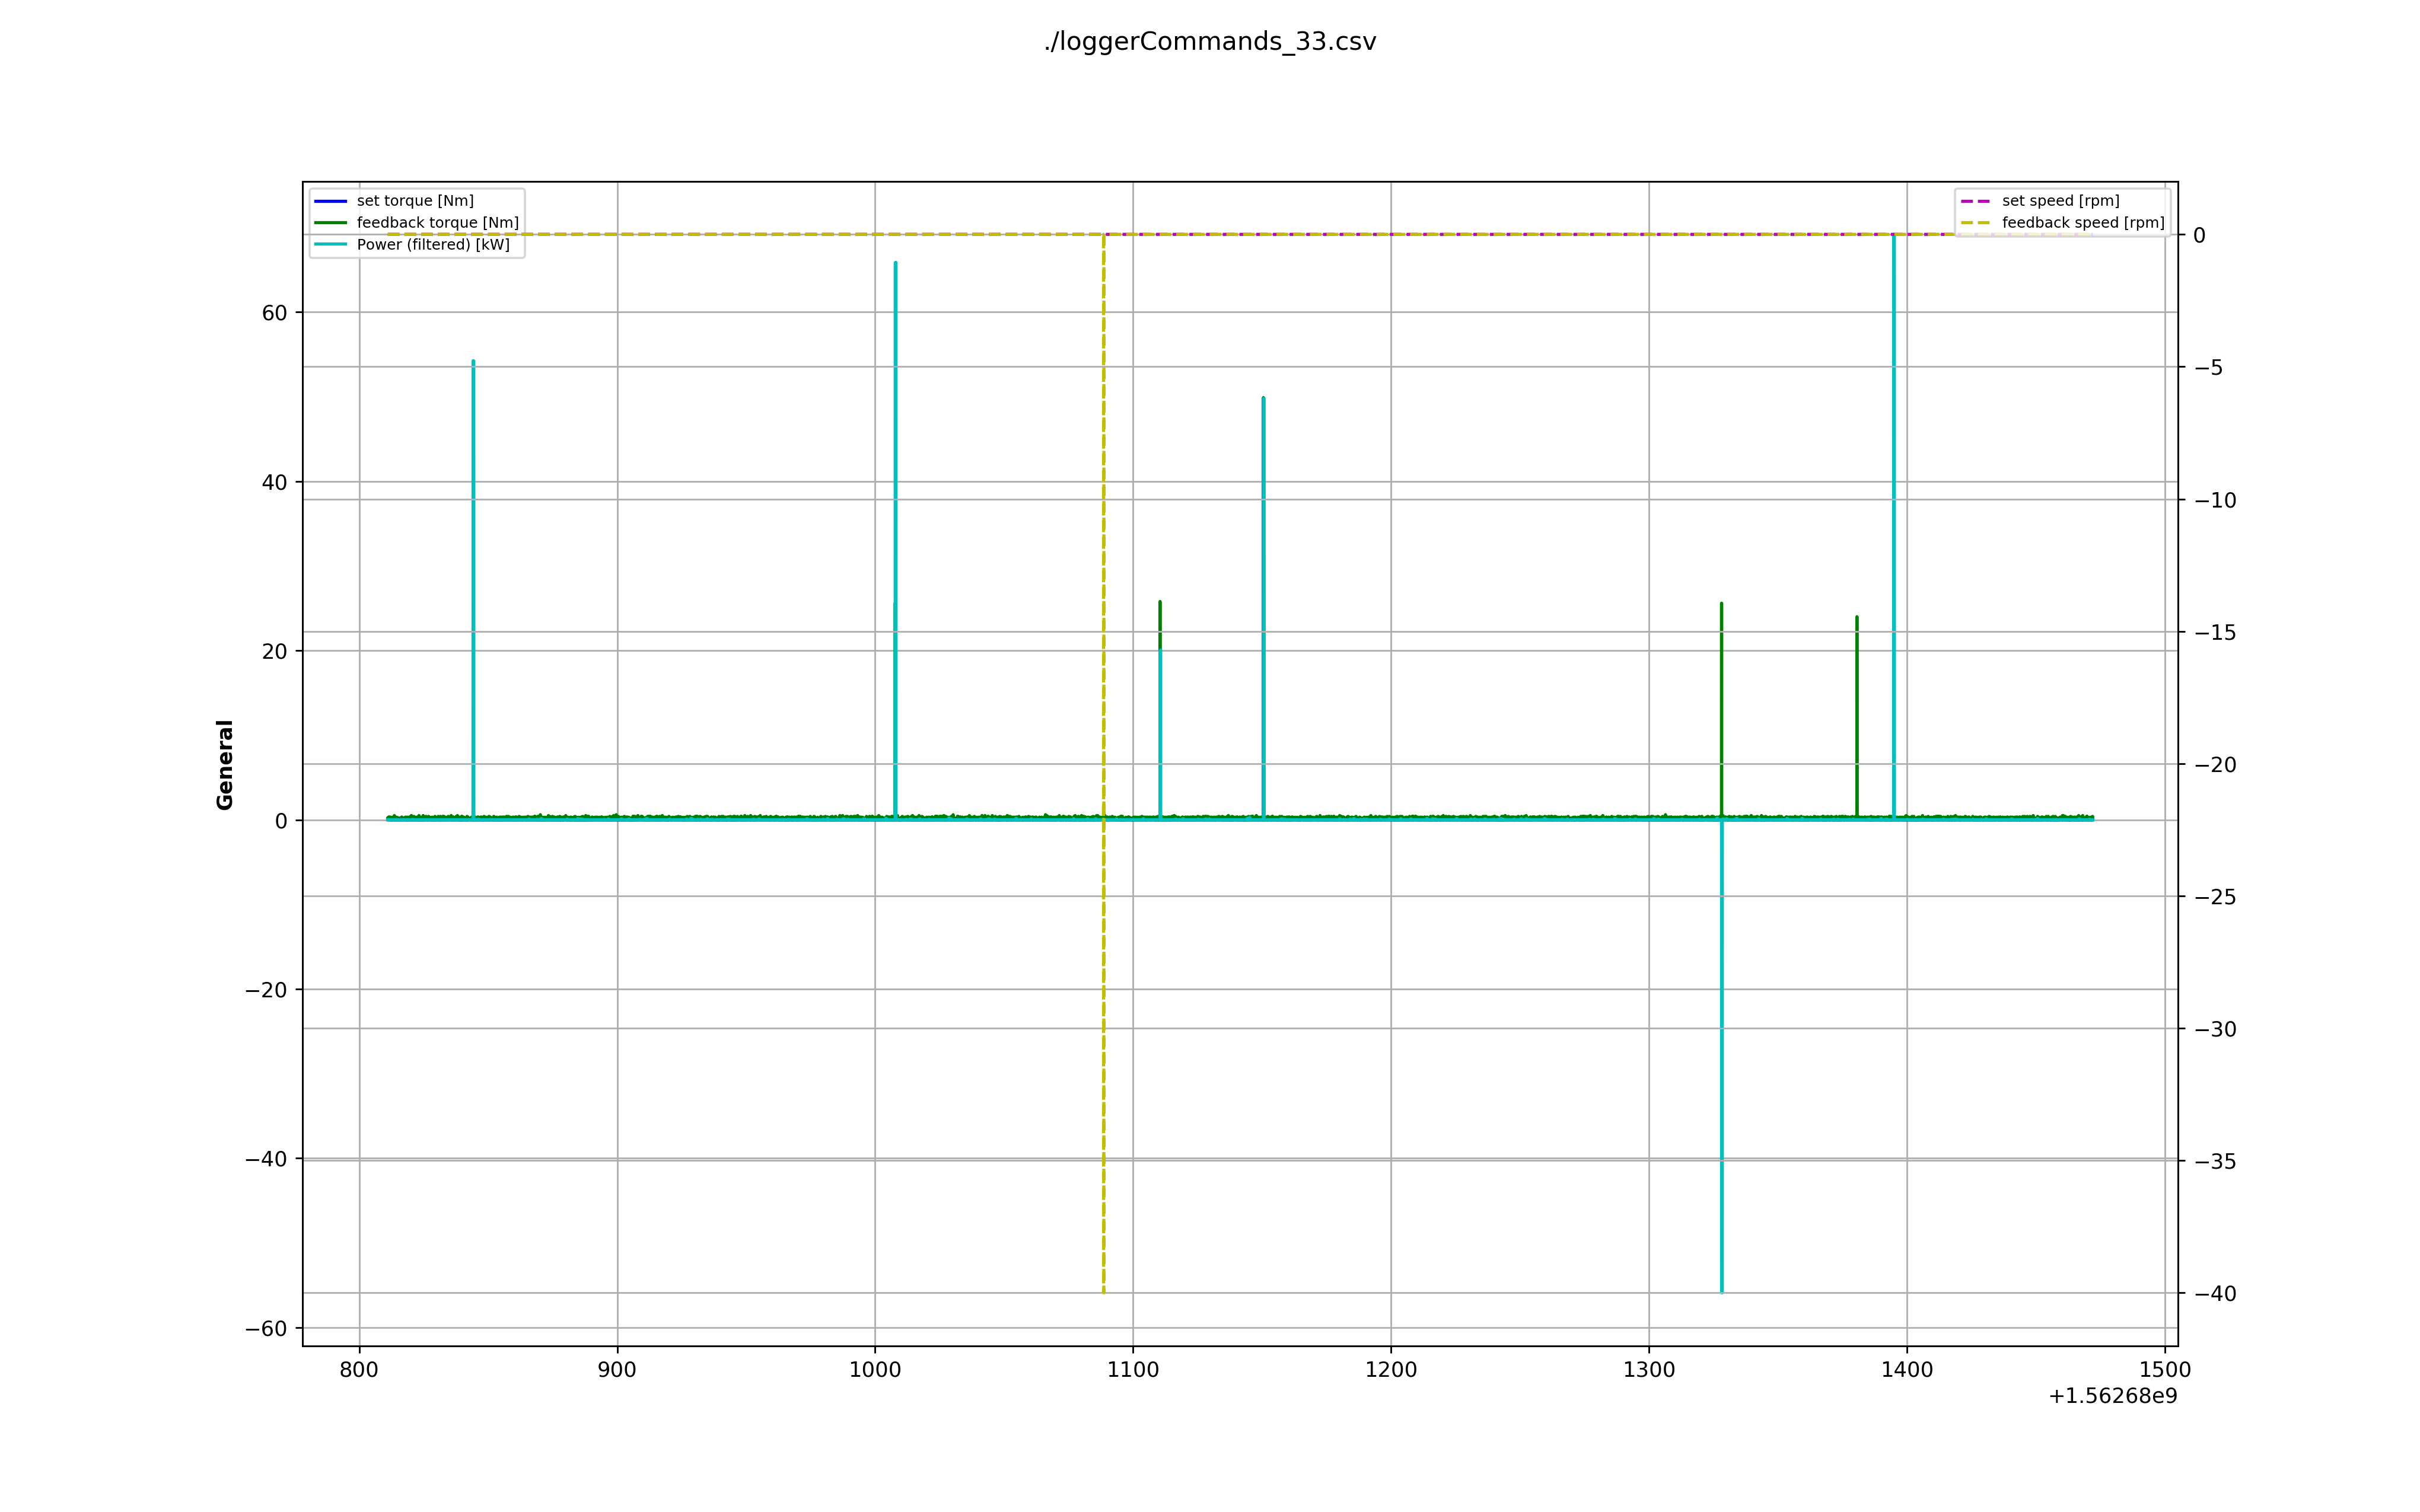 ./loggerCommands_33.csv
set torque [Nm]
feedback torque [Nm]
Power (filtered) [kW]
set speed [rpm]
feedback speed [rpm]
General
60
40
20
0
−20
−40
−60
0
−5
−10
−15
−20
−25
−30
−35
−40
800 900 1000 1100 1200 1300 1400 1500
+1.56268e9